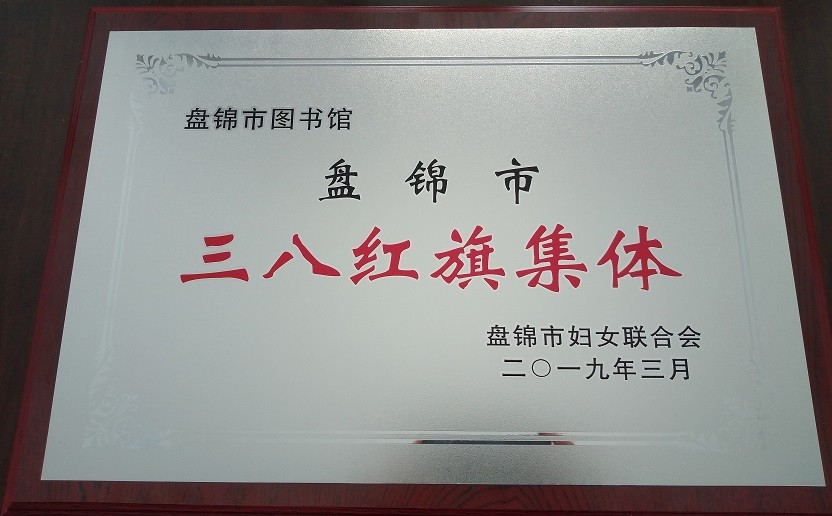 盘锦市图书馆
盘锦市
三八红旗集体
盘锦市妇女联合会
二〇一九年三月